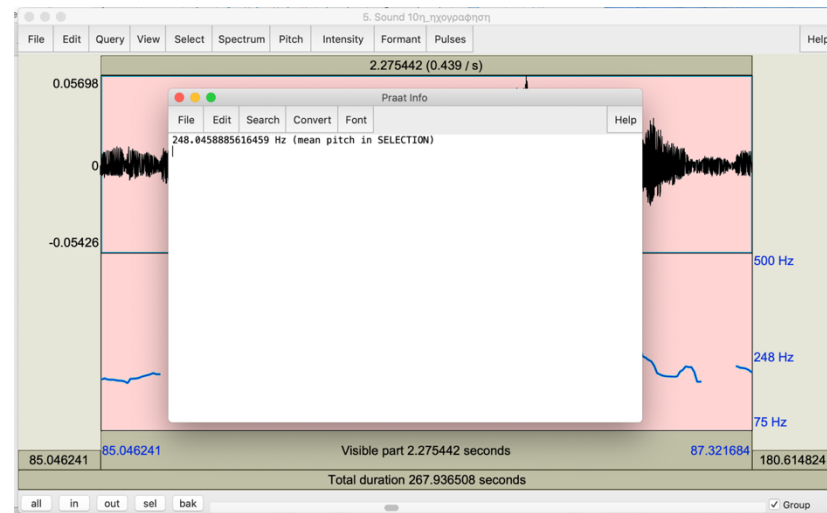 5. Sound 10η_ηχογραφηση
File Edit Query View Select Spectrum Pitch Intensity Formant Pulses Help
2.275442 (0.439 / s)
0.05698
Praat Info
File Edit Search Convert Font Help
248.0458885616459 Hz (mean pitch in SELECTION)
0
-0.05426
500 Hz
248 Hz
75 Hz
85.046241 85.046241 Visible part 2.275442 seconds 87.321684 180.614824
Total duration 267.936508 seconds
all in out sel bak Group